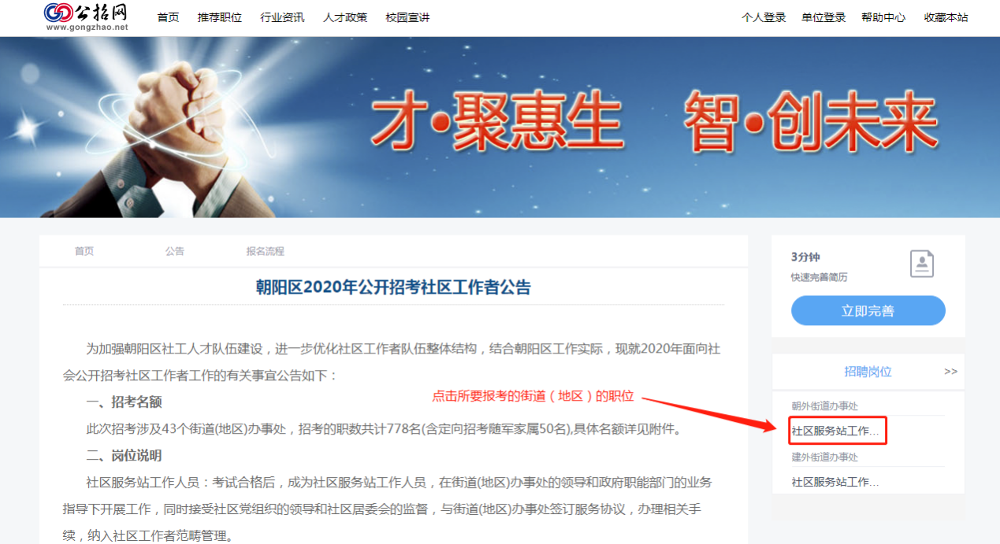 公招网
www.gongzhao.net
首页 推荐职位 行业资讯 人才政策 校园宣讲
个人登录 单位登录 帮助中心 收藏本站
才·聚惠生 智·创未来
首页 公告 报名流程
朝阳区2020年公开招考社区工作者公告
为加强朝阳区社工人才队伍建设，进一步优化社区工作者队伍整体结构，结合朝阳区工作实际，现就2020年面向社
会公开招考社区工作者工作的有关事宜公告如下：
一、招考名额
点击所要报考的街道（地区）的职位
此次招考涉及43个街道(地区)办事处，招考的职数共计778名(含定向招考随军家属50名),具体名额详见附件。
二、岗位说明
社区服务站工作人员：考试合格后，成为社区服务站工作人员，在街道(地区)办事处的领导和政府职能部门的业务
指导下开展工作，同时接受社区党组织的领导和社区居委会的监督，与街道(地区)办事处签订服务协议，办理相关手
续，纳入社区工作者范畴管理。
3分钟
快速完善简历
立即完善
招聘岗位 >>
朝外街道办事处
社区服务站工作...
建外街道办事处
社区服务站工作...